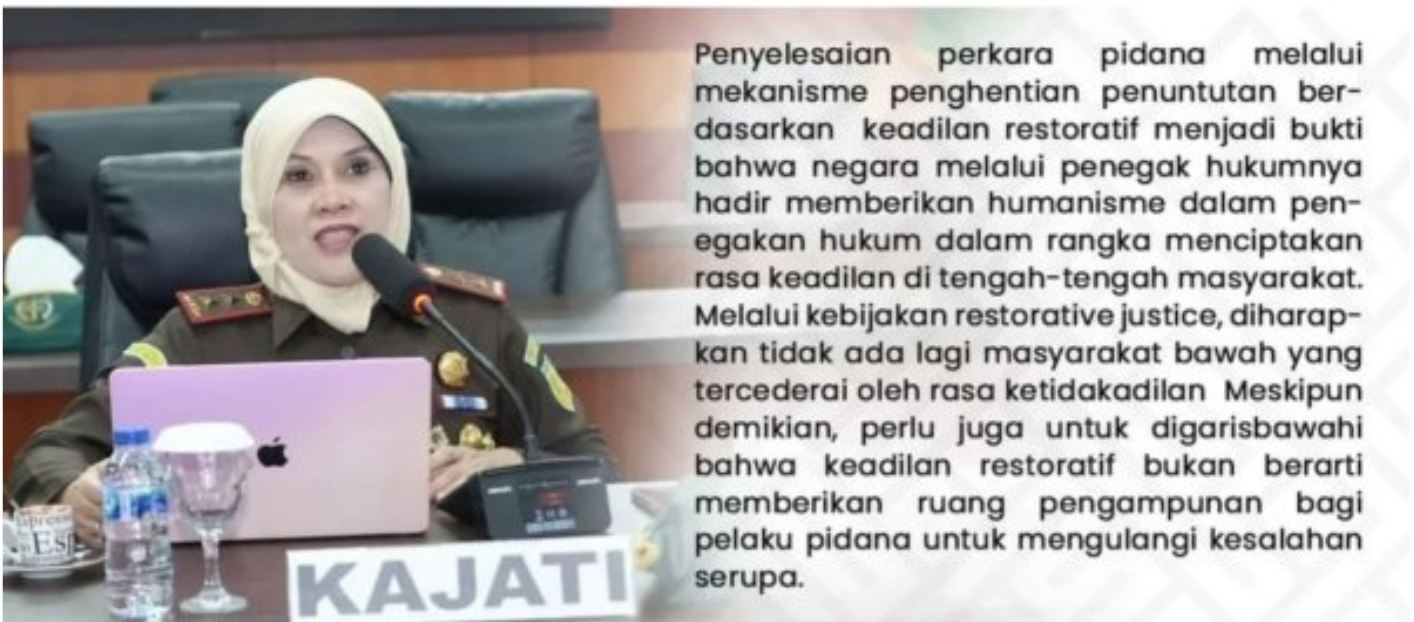 Penyelesaian perkara pidana melalui
mekanisme penghentian penuntutan ber-
dasarkan keadilan restoratif menjadi bukti
bahwa negara melalui penegak hukumnya
hadir memberikan humanisme dalam pen-
egakan hukum dalam rangka menciptakan
rasa keadilan di tengah-tengah masyarakat.
Melalui kebijakan restorative justice, diharap-
kan tidak ada lagi masyarakat bawah yang
tercederai oleh rasa ketidakadilan Meskipun
demikian, perlu juga untuk digarisbawahi
bahwa keadilan restoratif bukan berarti
memberikan ruang pengampunan bagi
pelaku pidana untuk mengulangi kesalahan
serupa.
KAJATI